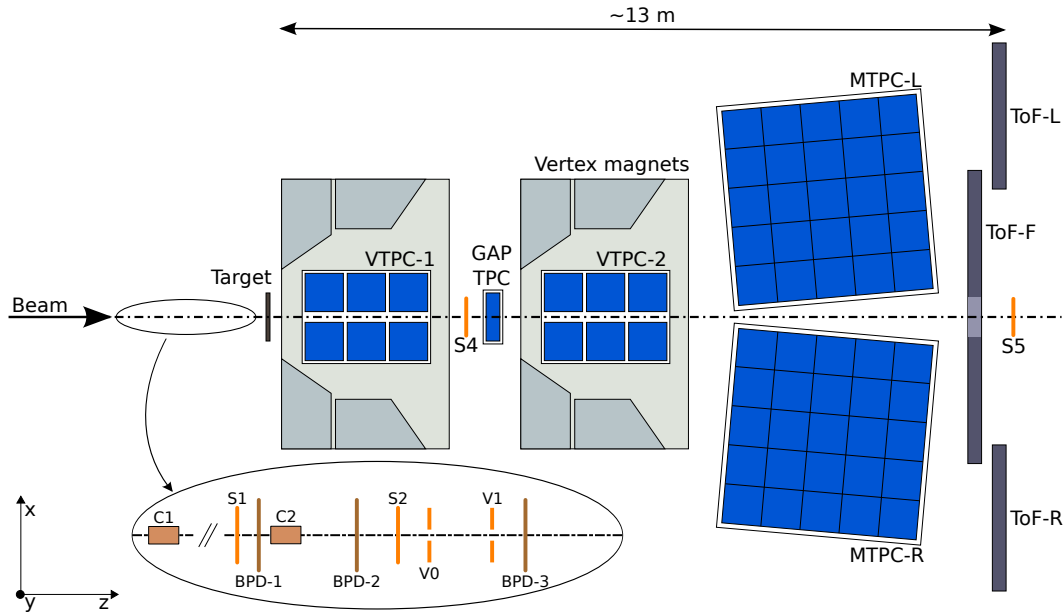 ~13 m
MTPC-L
ToF-L
Vertex magnets
ToF-F
GAP
TPC
VTPC-1
VTPC-2
Target
Beam
S4
S5
S1
S2
V1
C1
C2
x
ToF-R
MTPC-R
V0
BPD-1
BPD-2
BPD-3
y
z